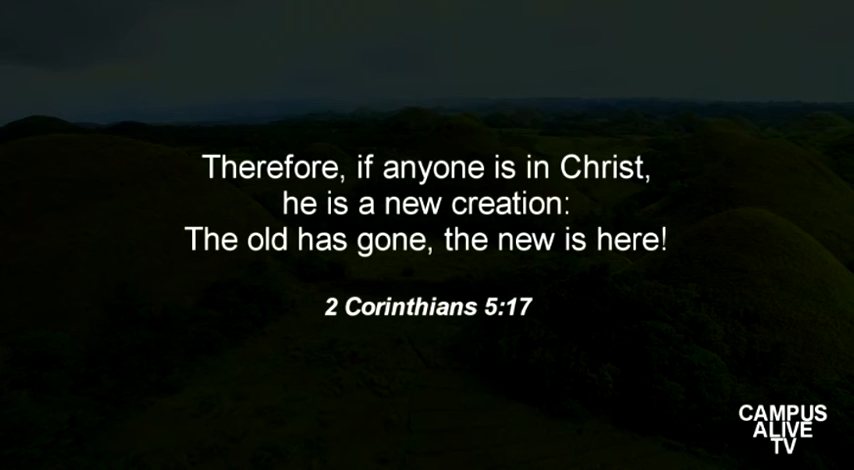 Therefore, if anyone is in Christ,
he is a new creation:
The old has gone, the new is here!
2 Corinthians 5:17
CAMPUS
ALIVE
TV